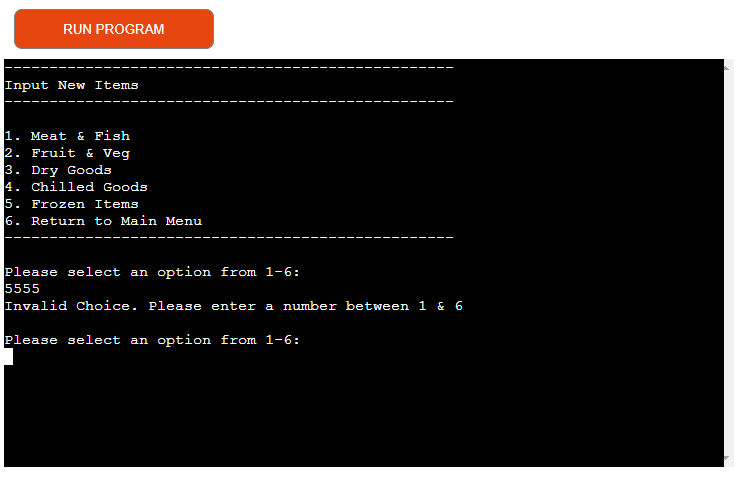 RUN PROGRAM
--------------------------------------------------
Input New Items
--------------------------------------------------
1. Meat & Fish
2. Fruit & Veg
3. Dry Goods
4. Chilled Goods
5. Frozen Items
6. Return to Main Menu
--------------------------------------------------
Please select an option from 1-6:
5555
Invalid Choice. Please enter a number between 1 & 6
Please select an option from 1-6: